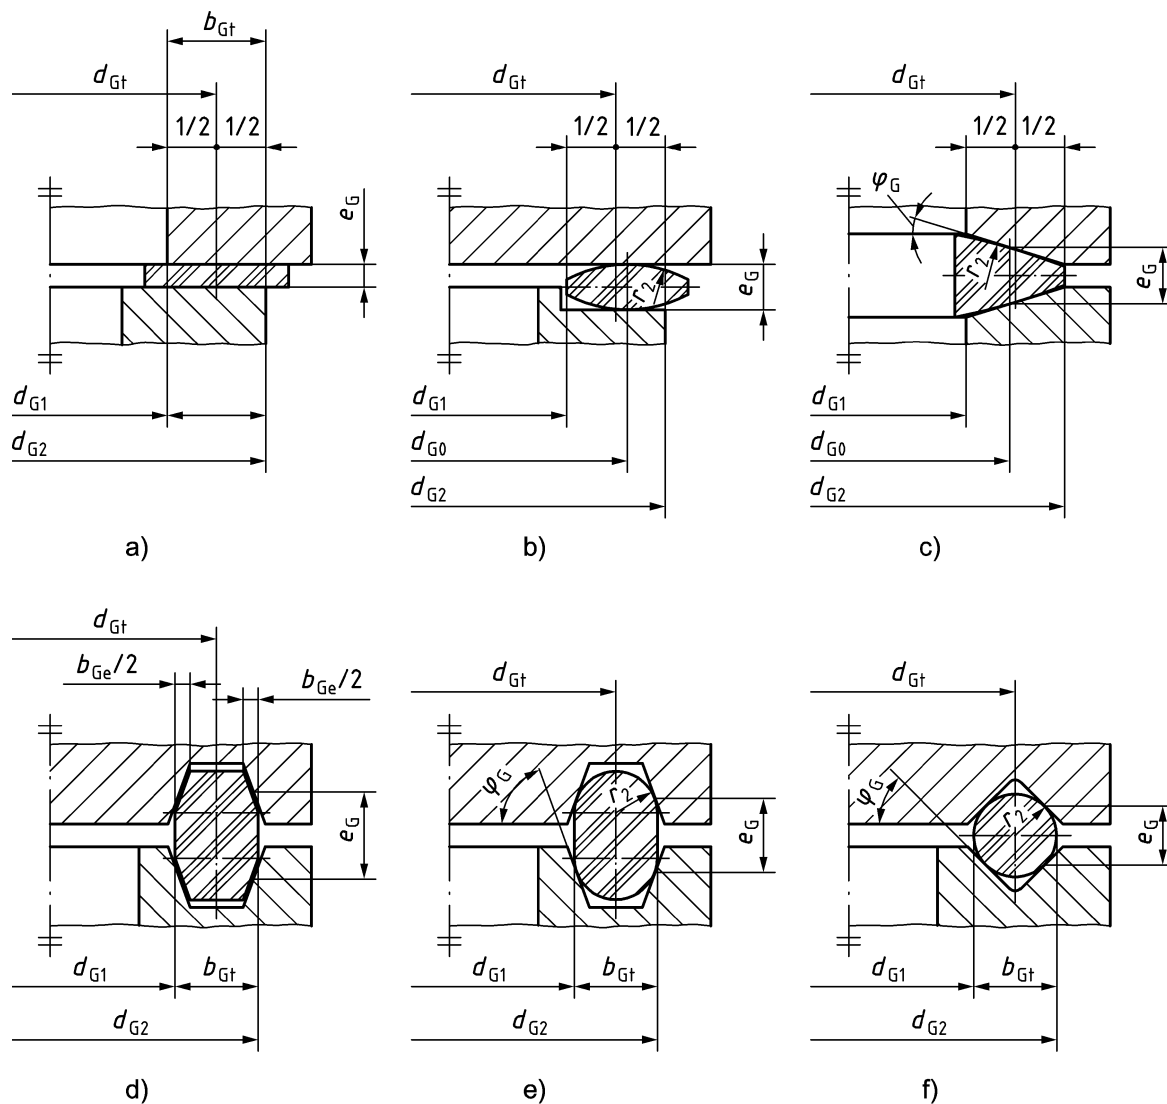 b_Gt
d_Gt
1/2 1/2
e_G
d_G1
d_G2
a)
d_Gt
1/2 1/2
r_2
e_G
d_G1
d_G0
d_G2
b)
d_Gt
1/2 1/2
φ_G
r_2
e_G
d_G1
d_G0
d_G2
c)
d_Gt
b_Ge/2
b_Ge/2
e_G
d_G1
b_Gt
d_G2
d)
d_Gt
φ_G
r_2
e_G
d_G1
b_Gt
d_G2
e)
d_Gt
φ_G
r_2
e_G
d_G1
b_Gt
d_G2
f)